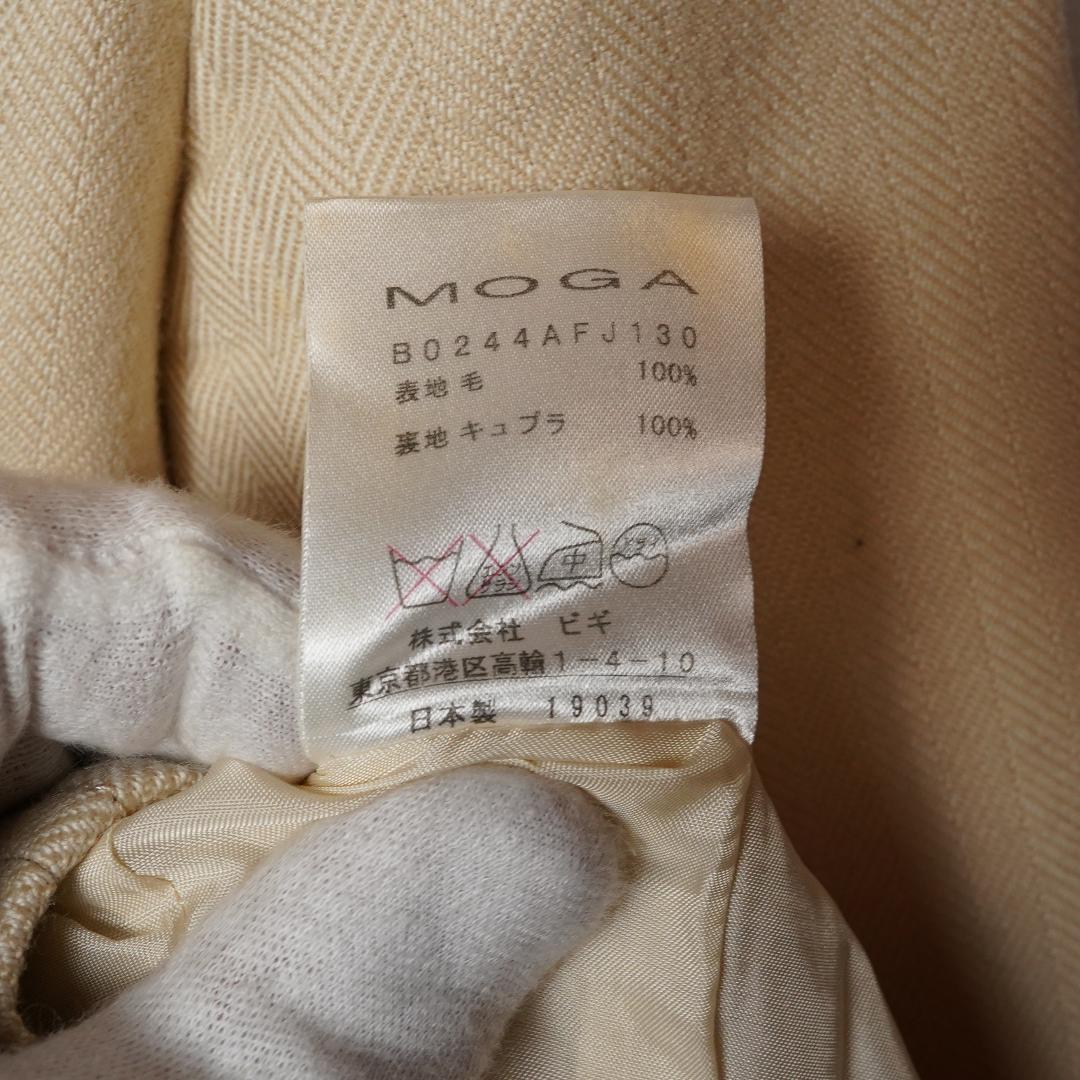 MOGA
B0244AFJ130
表地 毛 100%
裏地 キュプラ 100%
中
株式会社 ビギ
東京都港区高輪1-4-10
日本製 19039